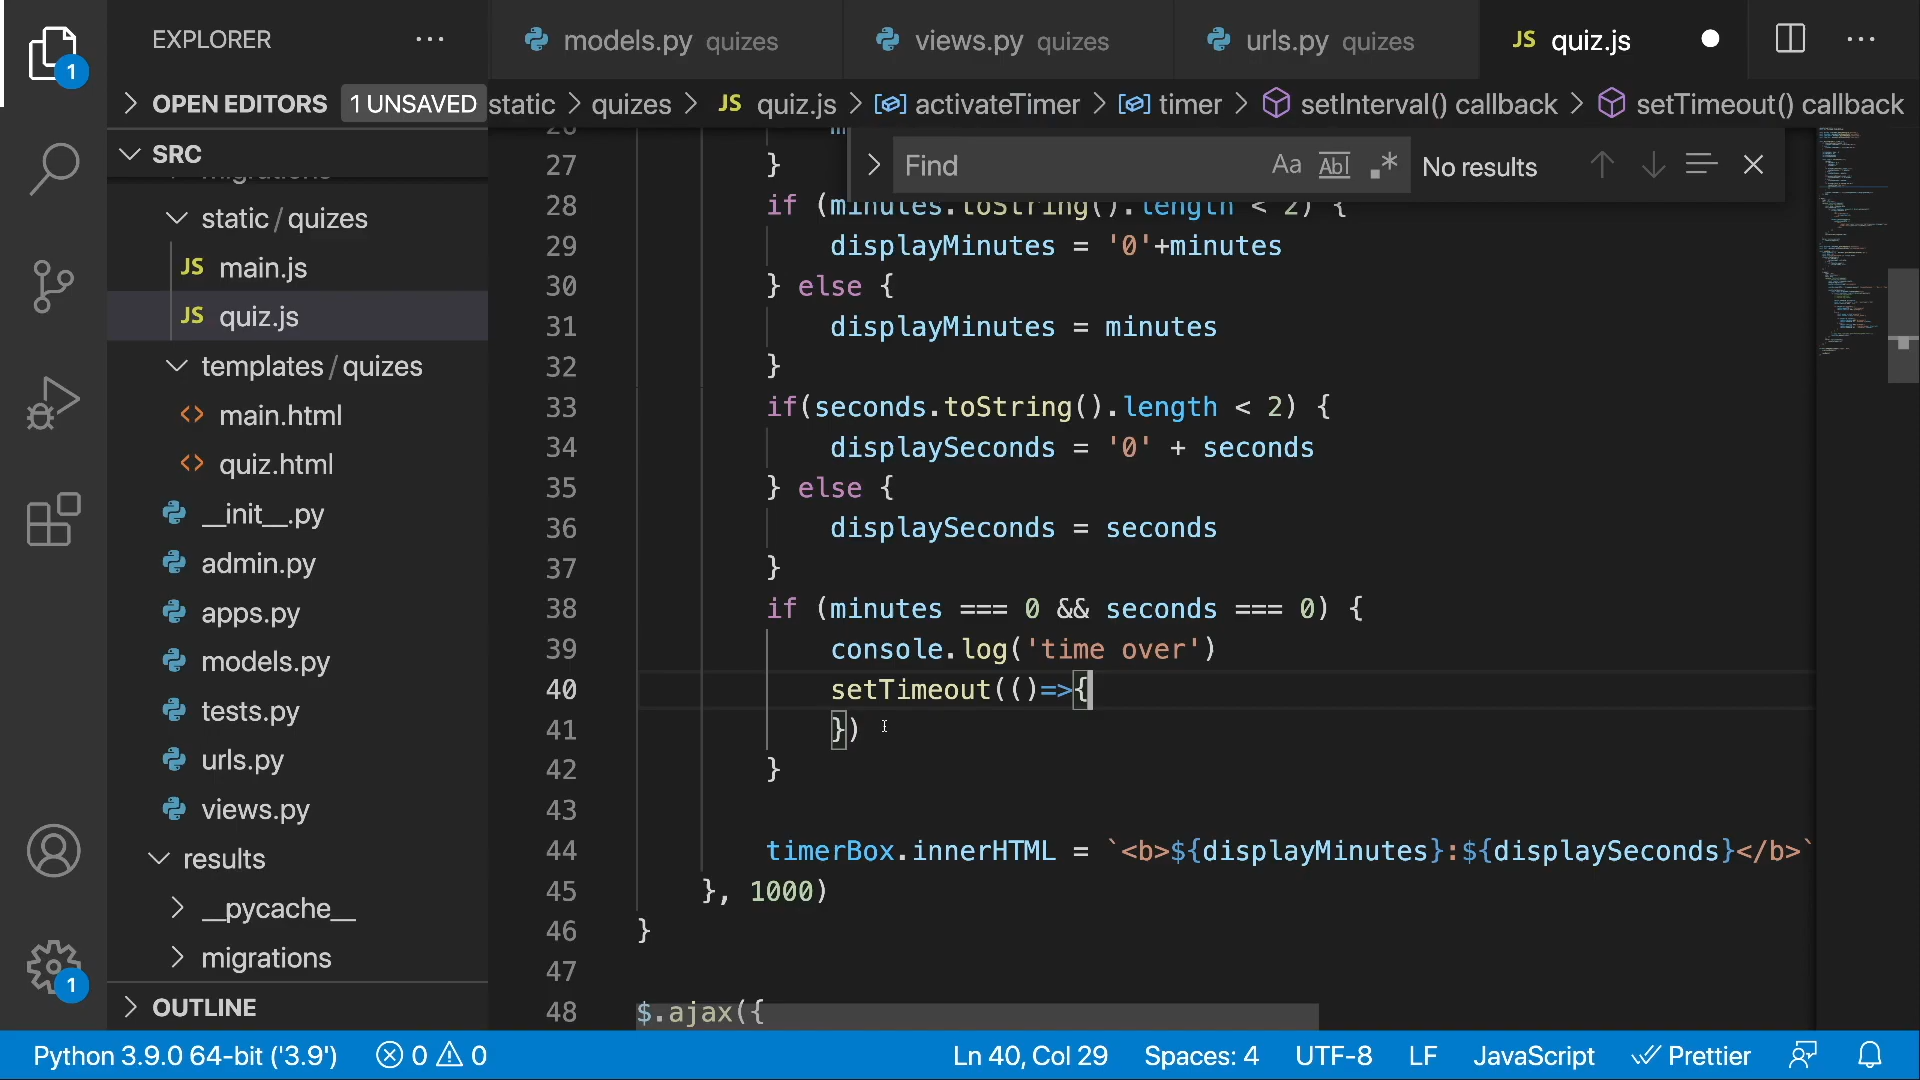 EXPLORER
models.py quizes
views.py quizes
urls.py quizes
JS quiz.js
1
OPEN EDITORS 1 UNSAVED
static > quizes > JS quiz.js > activateTimer > timer > setInterval() callback > setTimeout() callback
SRC
migrations
static / quizes
JS main.js
JS quiz.js
templates / quizes
<> main.html
<> quiz.html
__init__.py
admin.py
apps.py
models.py
tests.py
urls.py
views.py
results
__pycache__
migrations
OUTLINE
1
Find Aa Abl .* No results
26
27 }
28 if (minutes.toString().length < 2) {
29 displayMinutes = '0'+minutes
30 } else {
31 displayMinutes = minutes
32 }
33 if(seconds.toString().length < 2) {
34 displaySeconds = '0' + seconds
35 } else {
36 displaySeconds = seconds
37 }
38 if (minutes === 0 && seconds === 0) {
39 console.log('time over')
40 setTimeout(()=>{
41 })
42 }
43
44 timerBox.innerHTML = `<b>${displayMinutes}:${displaySeconds}</b>`
45 }, 1000)
46 }
47
48 $.ajax({
Python 3.9.0 64-bit ('3.9') 0 0 Ln 40, Col 29 Spaces: 4 UTF-8 LF JavaScript Prettier